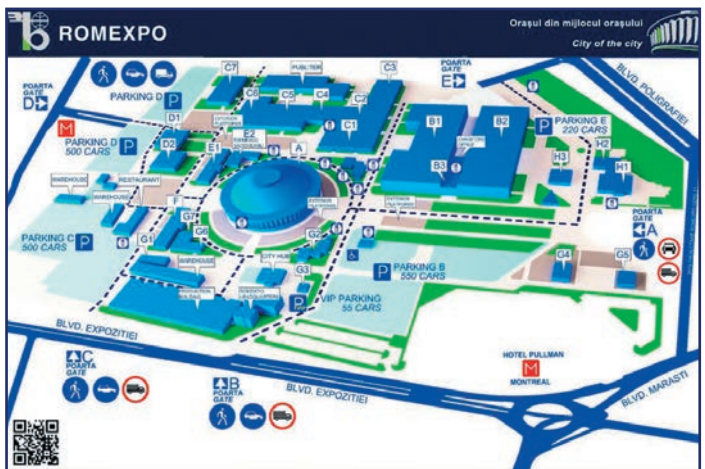 ROMEXPO
Orașul din mijlocul orașului
City of the city
POARTA
GATE
D
PARKING D P
M
PARKING D
500 CARS
P
C7
PUBLITER
C3
C6
C5
C4
C2
C1
D1
D2
E1
E2
A
B1
B2
B3
POARTA
GATE
E
BLVD. POLIGRAFIEI
P PARKING E
220 CARS
H3
H2
H1
WAREHOUSE
RESTAURANT
WAREHOUSE
F
G7
G6
G1
PARKING C
500 CARS
P
WAREHOUSE
CITY HUB
G2
G3
P
VIP PARKING
55 CARS
P
PARKING B
550 CARS
G4
G5
A
POARTA
GATE
BLVD. EXPOZITIEI
C
POARTA
GATE
B
POARTA
GATE
BLVD. EXPOZITIEI
HOTEL PULLMAN
M
MONTREAL
BLVD. MARASTI